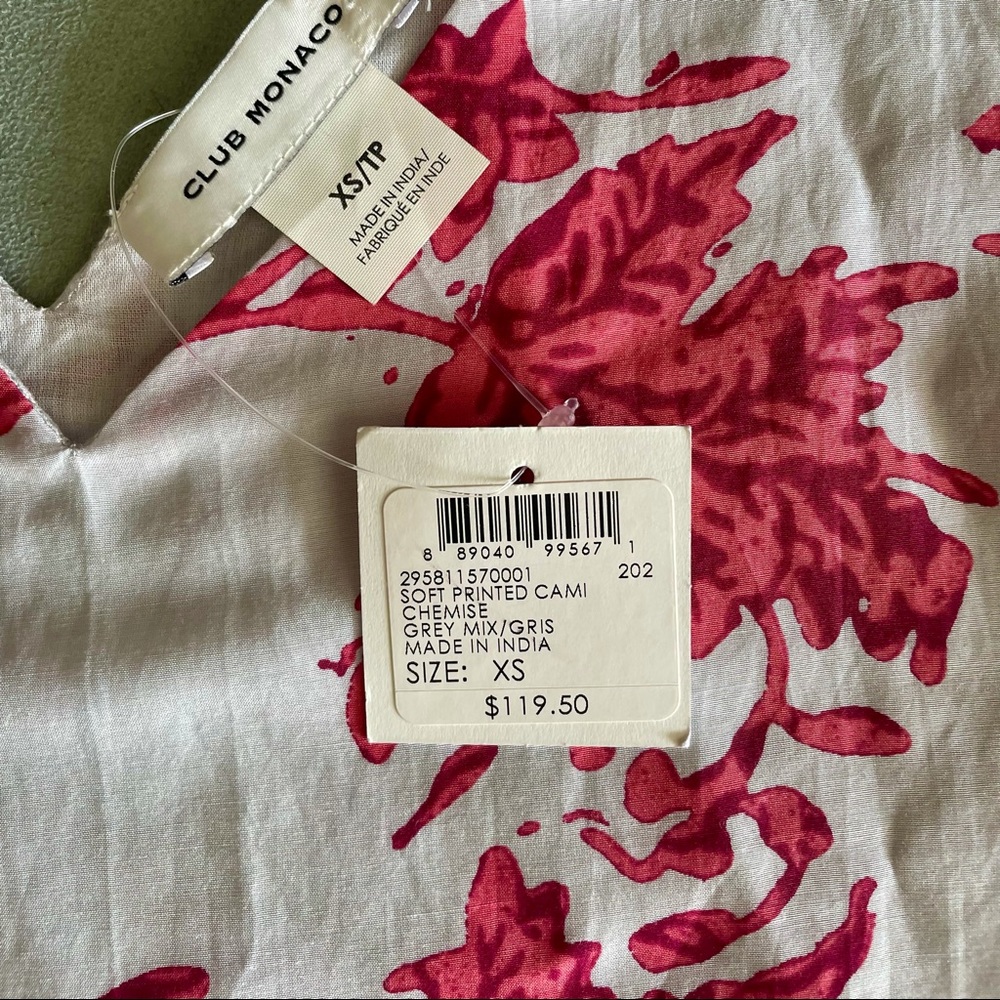 CLUB MONACO
XS/TP
MADE IN INDIA/
FABRIQUÉ EN INDE
8 89040 99567 1
295811570001 202
SOFT PRINTED CAMI
CHEMISE
GREY MIX/GRIS
MADE IN INDIA
SIZE: XS
$119.50